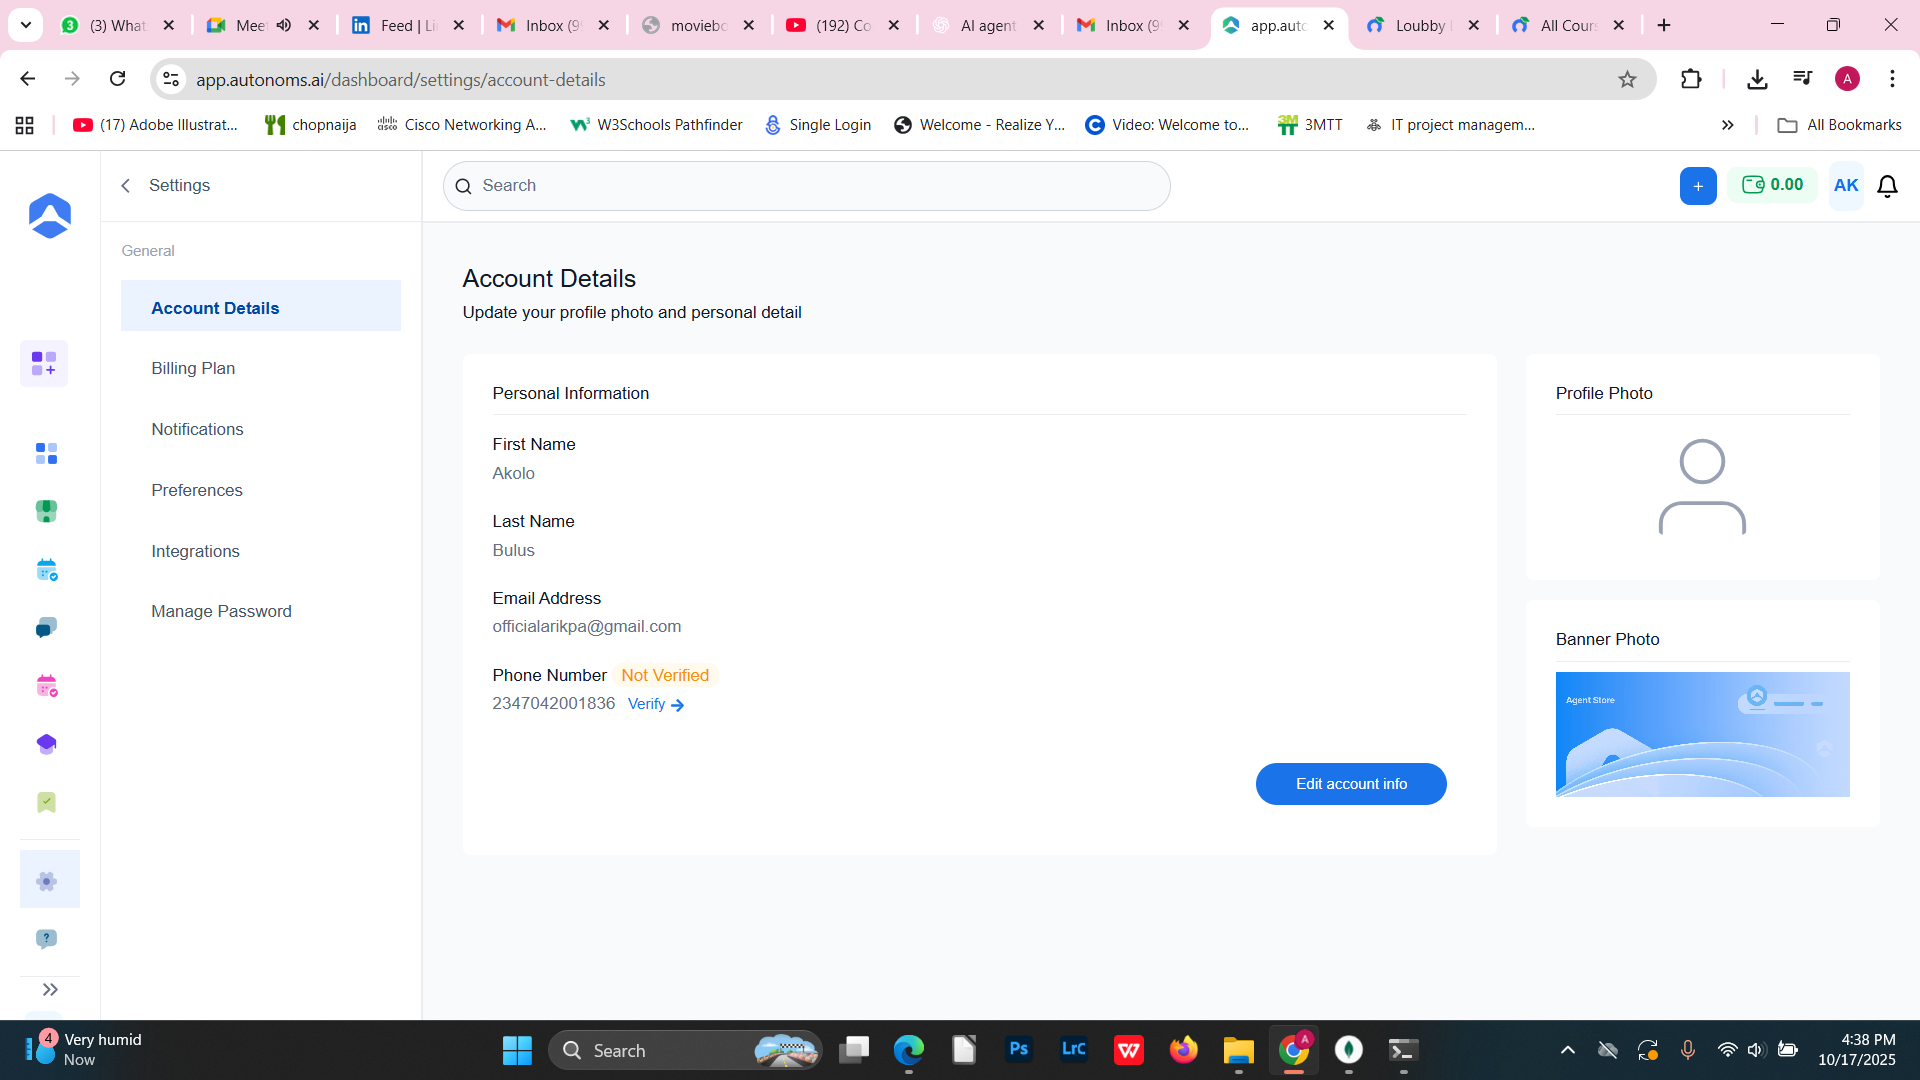 (3) What
Meet
Feed | Li
Inbox (9
moviebo
(192) Co
AI agent
Inbox (9
app.auto
Loubby
All Cours
app.autonoms.ai/dashboard/settings/account-details
A
(17) Adobe Illustrat...
chopnaija
Cisco Networking A...
W3Schools Pathfinder
Single Login
Welcome - Realize Y...
Video: Welcome to...
3MTT
IT project managem...
All Bookmarks
Settings
Search
0.00
AK
General
Account Details
Billing Plan
Notifications
Preferences
Integrations
Manage Password
Account Details
Update your profile photo and personal detail
Personal Information
First Name
Akolo
Last Name
Bulus
Email Address
officialarikpa@gmail.com
Phone Number Not Verified
2347042001836 Verify
Edit account info
Profile Photo
Banner Photo
Agent Store
4
Very humid
Now
Search
Ps
LrC
W
A
4:38 PM
10/17/2025